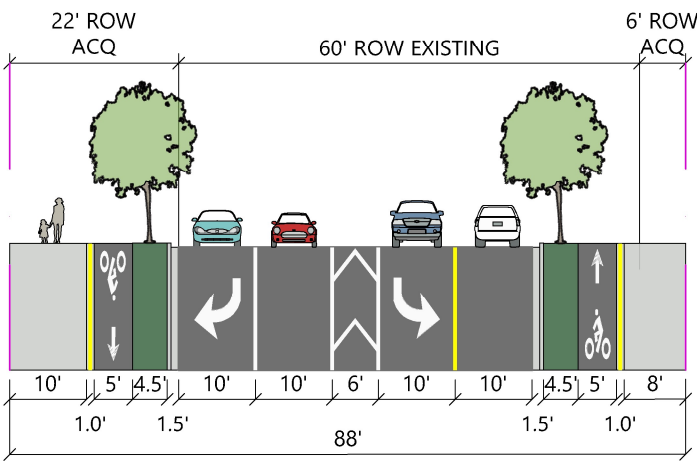 22' ROW
ACQ
60' ROW EXISTING
6' ROW
ACQ
10' 5' 4.5' 10' 10' 6' 10' 10' 4.5' 5' 8'
1.0' 1.5' 1.5' 1.0'
88'